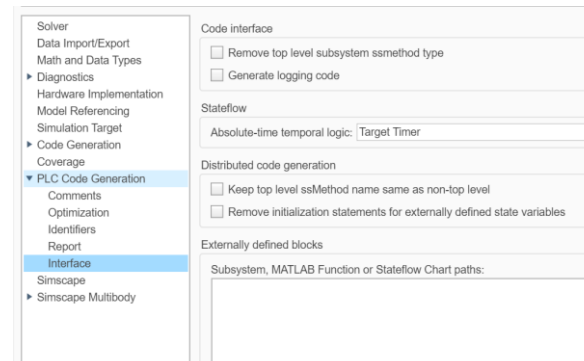 Solver
Data Import/Export
Math and Data Types
Diagnostics
Hardware Implementation
Model Referencing
Simulation Target
Code Generation
Coverage
PLC Code Generation
Comments
Optimization
Identifiers
Report
Interface
Simscape
Simscape Multibody
Code interface
Remove top level subsystem ssmethod type
Generate logging code
Stateflow
Absolute-time temporal logic: Target Timer
Distributed code generation
Keep top level ssMethod name same as non-top level
Remove initialization statements for externally defined state variables
Externally defined blocks
Subsystem, MATLAB Function or Stateflow Chart paths: